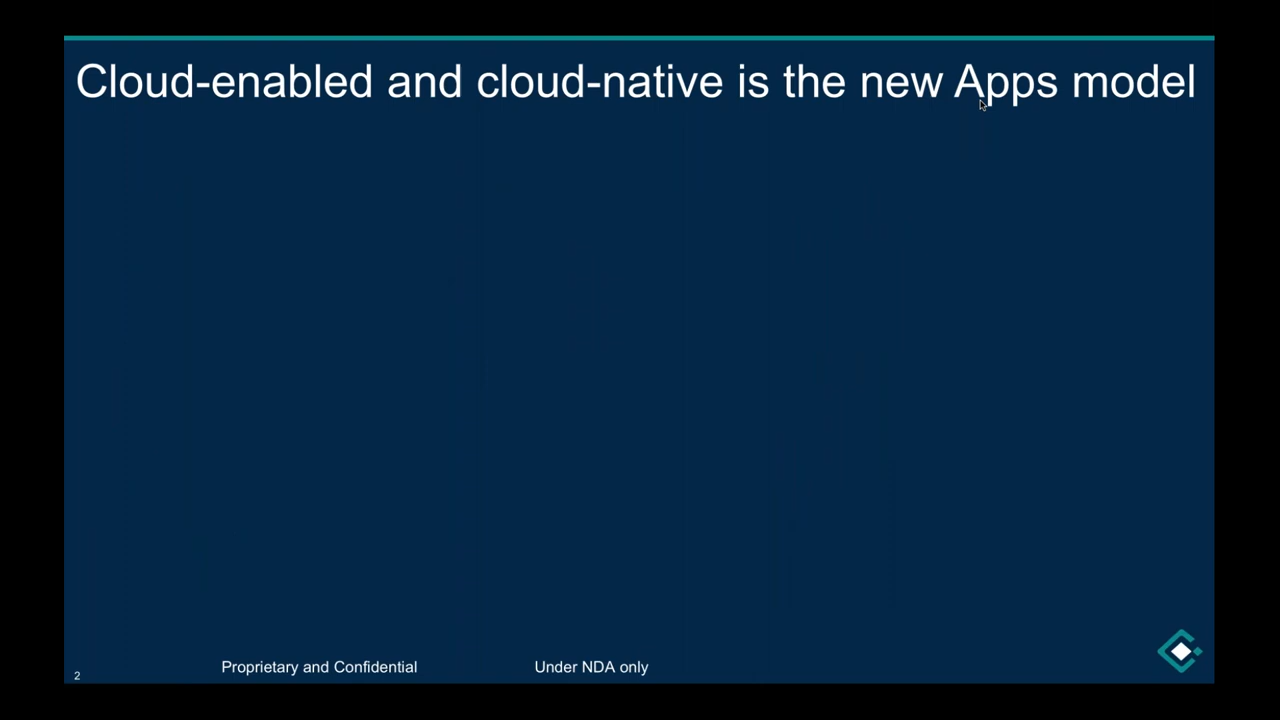 Cloud-enabled and cloud-native is the new Apps model
Proprietary and Confidential
Under NDA only
2